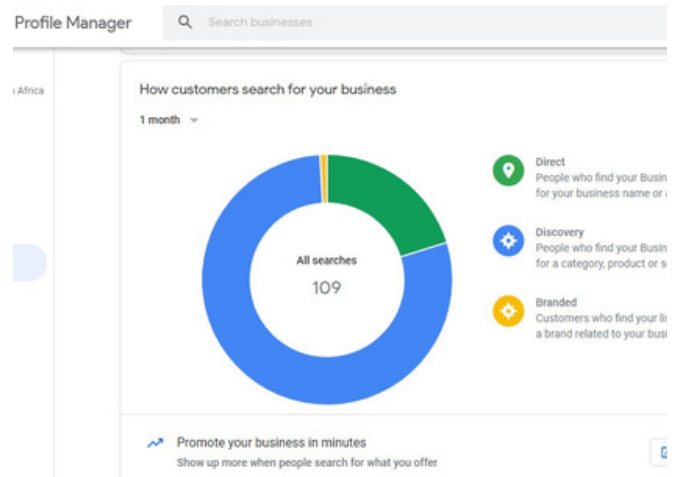 Profile Manager
Search businesses
Africa
How customers search for your business
1 month
All searches
109
Direct
People who find your Busin
for your business name or
Discovery
People who find your Busin
for a category, product or s
Branded
Customers who find your lis
a brand related to your busi
Promote your business in minutes
Show up more when people search for what you offer